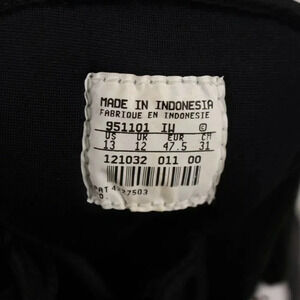 MADE IN INDONESIA
FABRIQUE EN INDONESIE
951101 IW ©
US UK EUR CM
13 12 47.5 31
121032 011 00